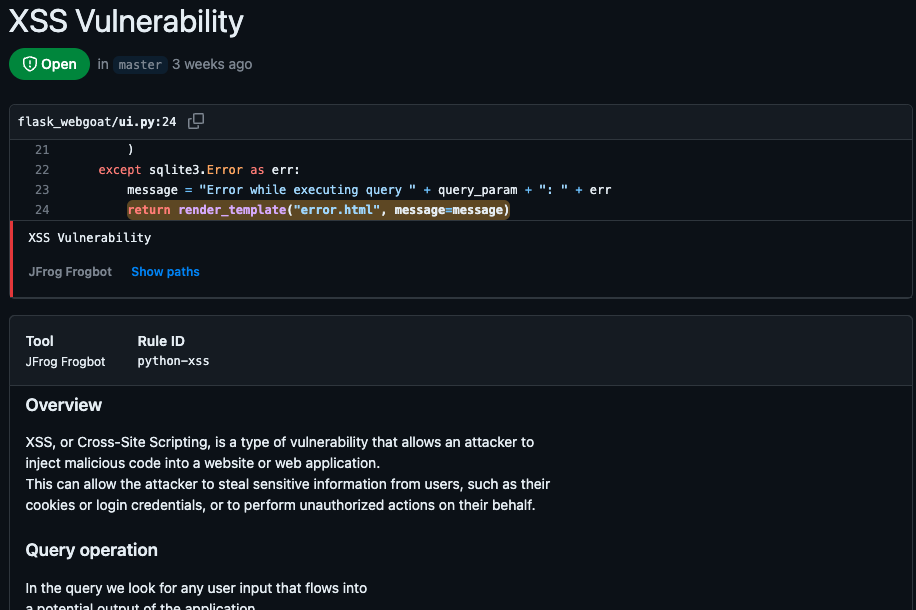 XSS Vulnerability
Open in master 3 weeks ago
flask_webgoat/ui.py:24
21 )
22 except sqlite3.Error as err:
23 message = "Error while executing query " + query_param + ": " + err
24 return render_template("error.html", message=message)
XSS Vulnerability
JFrog Frogbot Show paths
Tool Rule ID
JFrog Frogbot python-xss
Overview
XSS, or Cross-Site Scripting, is a type of vulnerability that allows an attacker to
inject malicious code into a website or web application.
This can allow the attacker to steal sensitive information from users, such as their
cookies or login credentials, or to perform unauthorized actions on their behalf.
Query operation
In the query we look for any user input that flows into
a potential output of the application.